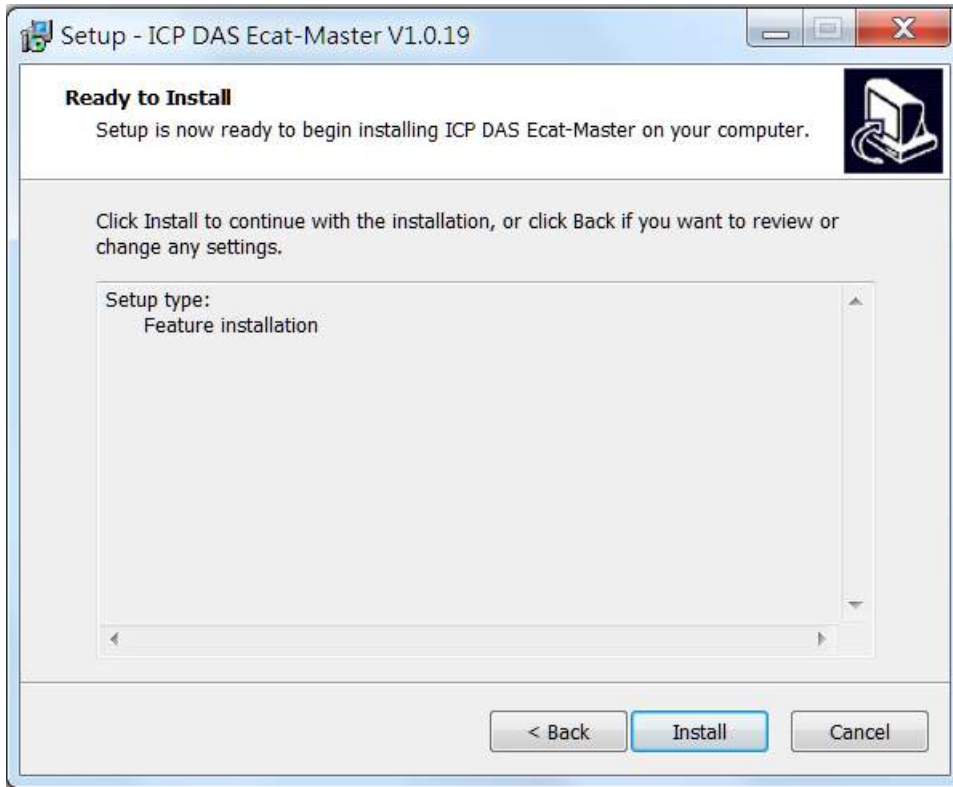 Setup - ICP DAS Ecat-Master V1.0.19
Ready to Install
Setup is now ready to begin installing ICP DAS Ecat-Master on your computer.
Click Install to continue with the installation, or click Back if you want to review or
change any settings.
Setup type:
Feature installation
< Back
Install
Cancel